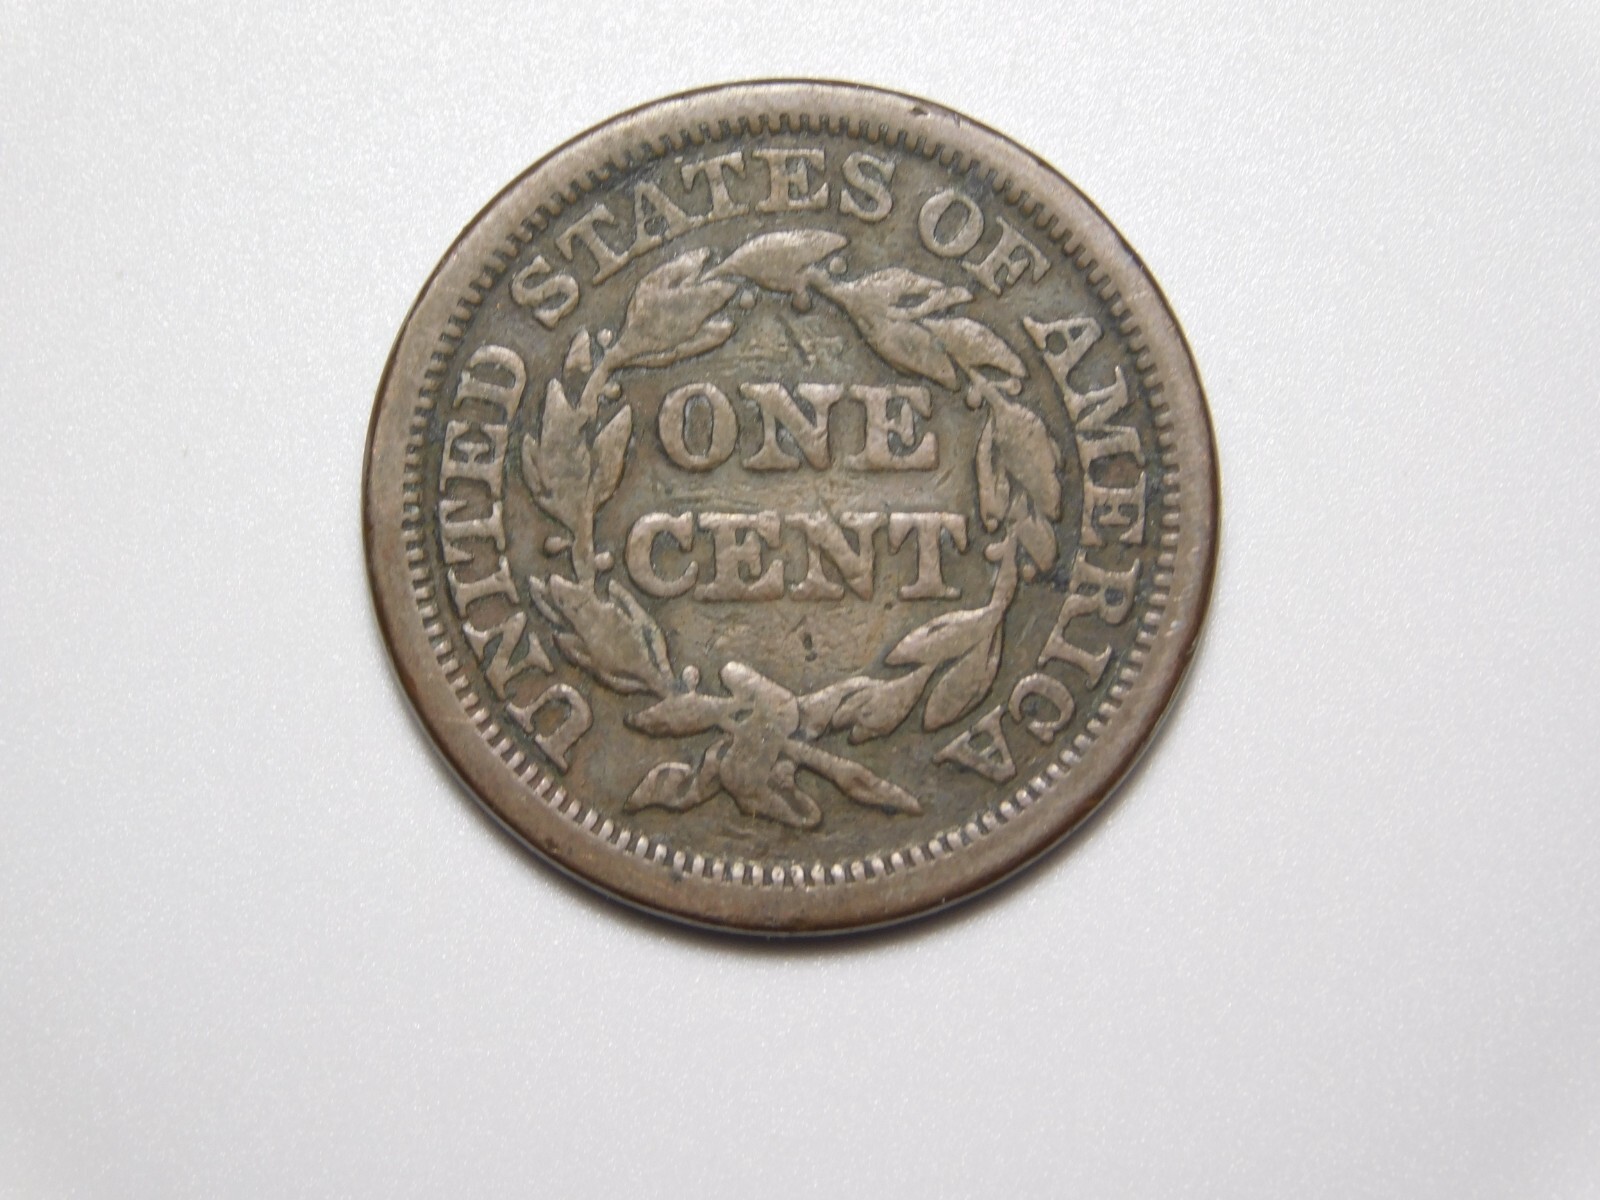 UNITED STATES OF AMERICA
ONE
CENT